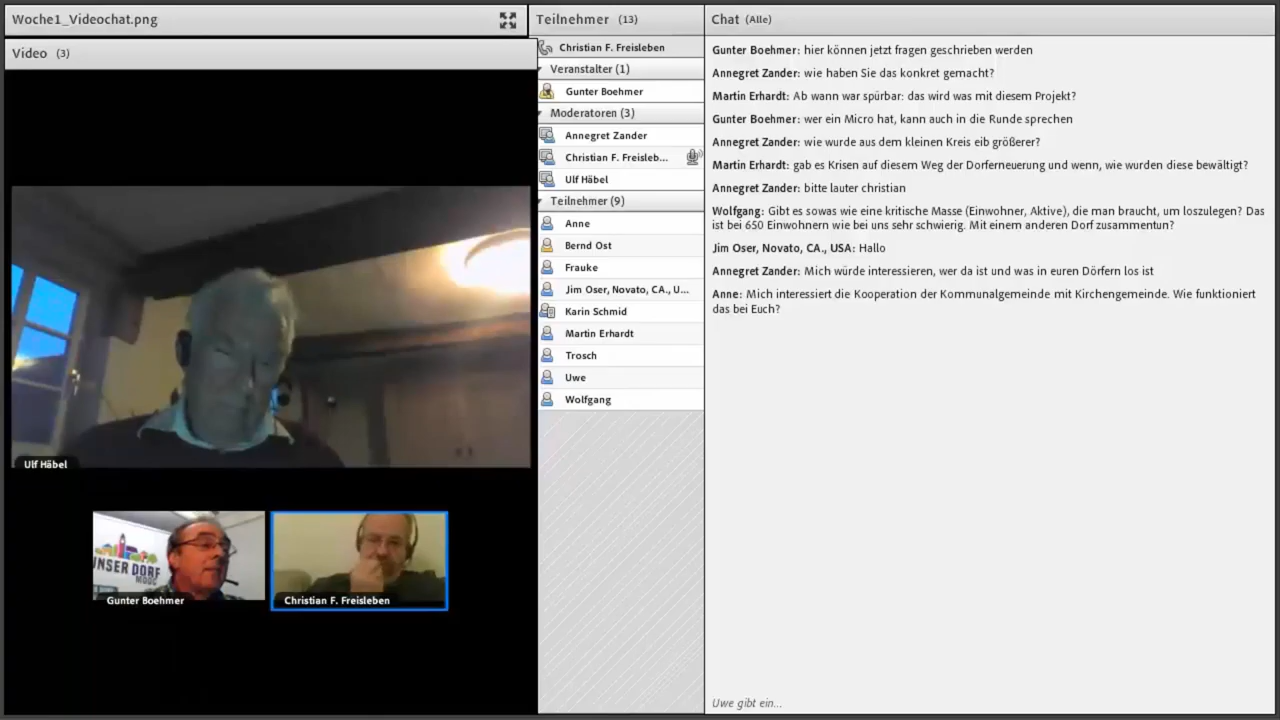 Woche1_Videochat.png
Video (3)
Ulf Häbel
UNSER DORF
MOOC
Gunter Boehmer
Christian F. Freisleben
Teilnehmer (13)
Christian F. Freisleben
Veranstalter (1)
Gunter Boehmer
Moderatoren (3)
Annegret Zander
Christian F. Freisleb...
Ulf Häbel
Teilnehmer (9)
Anne
Bernd Ost
Frauke
Jim Oser, Novato, CA., U...
Karin Schmid
Martin Erhardt
Trosch
Uwe
Wolfgang
Chat (Alle)
Gunter Boehmer: hier können jetzt fragen geschrieben werden
Annegret Zander: wie haben Sie das konkret gemacht?
Martin Erhardt: Ab wann war spürbar: das wird was mit diesem Projekt?
Gunter Boehmer: wer ein Micro hat, kann auch in die Runde sprechen
Annegret Zander: wie wurde aus dem kleinen Kreis eib größerer?
Martin Erhardt: gab es Krisen auf diesem Weg der Dorferneuerung und wenn, wie wurden diese bewältigt?
Annegret Zander: bitte lauter christian
Wolfgang: Gibt es sowas wie eine kritische Masse (Einwohner, Aktive), die man braucht, um loszulegen? Das
ist bei 650 Einwohnern wie bei uns sehr schwierig. Mit einem anderen Dorf zusammentun?
Jim Oser, Novato, CA., USA: Hallo
Annegret Zander: Mich würde interessieren, wer da ist und was in euren Dörfern los ist
Anne: Mich interessiert die Kooperation der Kommunalgemeinde mit Kirchengemeinde. Wie funktioniert
das bei Euch?
Uwe gibt ein...